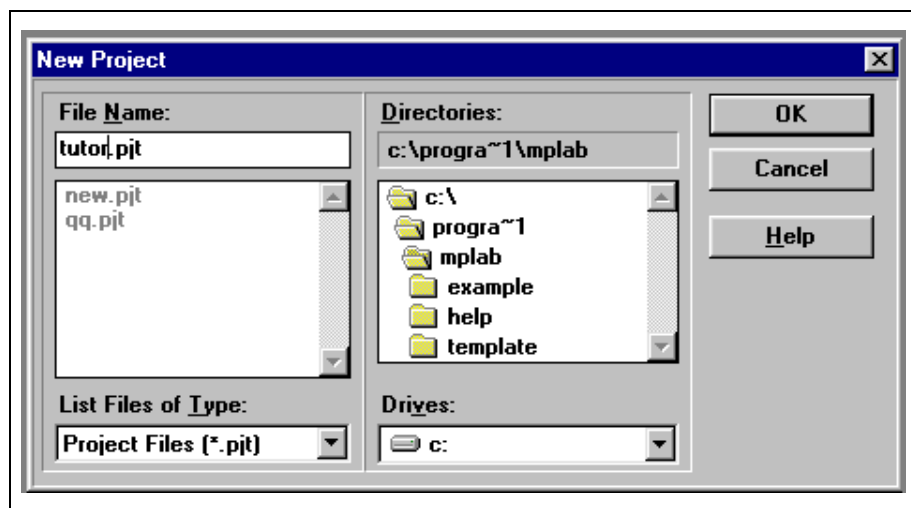 New Project
File Name:
tutor.pjt
new.pjt
qq.pjt
List Files of Type:
Project Files (*.pjt)
Directories:
c:\progra~1\mplab
c:\
progra~1
mplab
example
help
template
Drives:
c:
OK
Cancel
Help